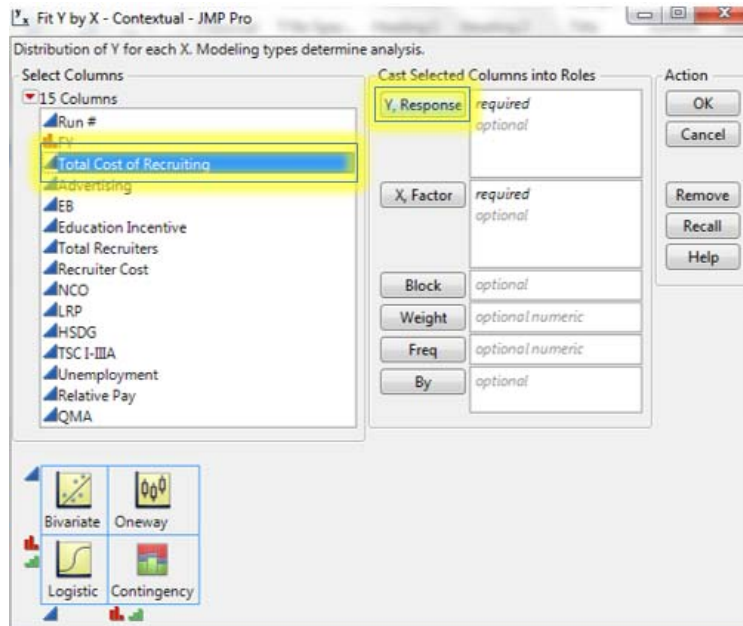 Fit Y by X - Contextual - JMP Pro
Distribution of Y for each X. Modeling types determine analysis.
Select Columns
15 Columns
Run #
FY
Total Cost of Recruiting
Advertising
EB
Education Incentive
Total Recruiters
Recruiter Cost
NCO
LRP
HSDG
TSC I-IIIA
Unemployment
Relative Pay
QMA
Cast Selected Columns into Roles
Y, Response required
optional
X, Factor required
optional
Block optional
Weight optional numeric
Freq optional numeric
By optional
Action
OK
Cancel
Remove
Recall
Help
Bivariate Oneway
Logistic Contingency